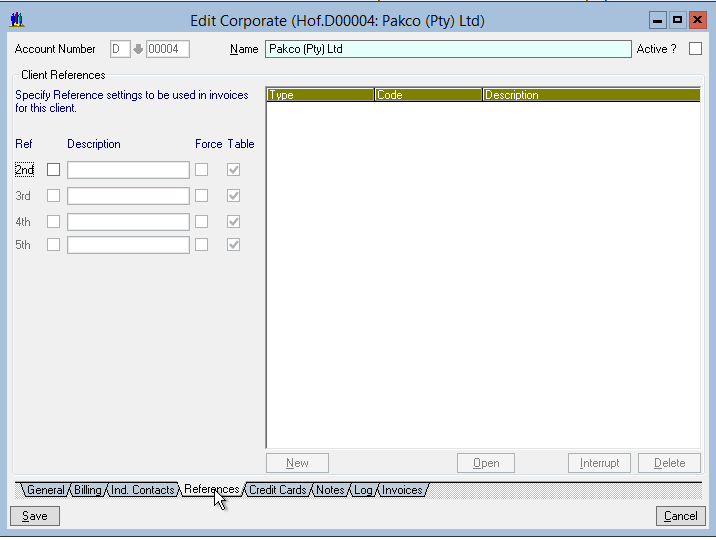 Edit Corporate (Hof.D00004: Pakco (Pty) Ltd)
Account Number D 00004 Name Pakco (Pty) Ltd Active ?
Client References
Specify Reference settings to be used in invoices
for this client.
Type Code Description
Ref Description Force Table
2nd
3rd
4th
5th
New Open Interrupt Delete
General Billing Ind. Contacts References Credit Cards Notes Log Invoices
Save Cancel